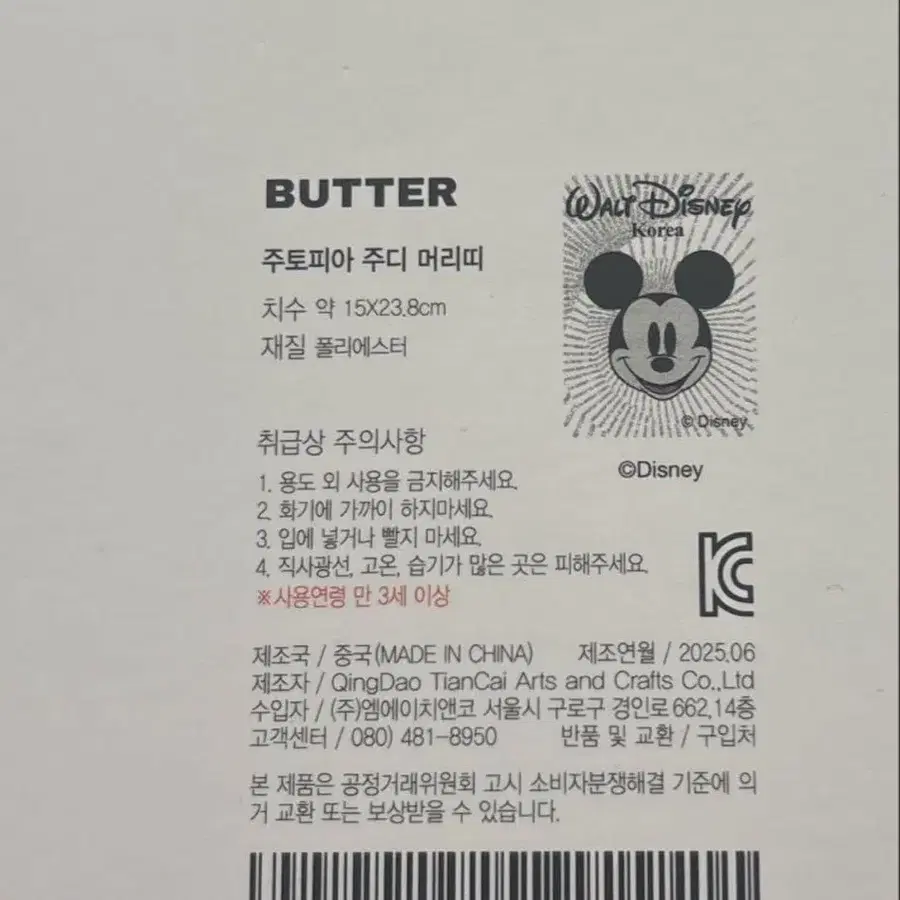 BUTTER
WALT DISNEY
Korea
주토피아 주디 머리띠
치수 약 15X23.8cm
재질 폴리에스터
© Disney
©Disney
취급상 주의사항
1. 용도 외 사용을 금지해주세요.
2. 화기에 가까이 하지마세요.
3. 입에 넣거나 빨지 마세요.
4. 직사광선, 고온, 습기가 많은 곳은 피해주세요.
※사용연령 만 3세 이상
KC
제조국 / 중국(MADE IN CHINA) 제조연월 / 2025.06
제조자 / QingDao TianCai Arts and Crafts Co.,Ltd
수입자 / (주)엠에이치앤코 서울시 구로구 경인로 662,14층
고객센터 / 080) 481-8950 반품 및 교환 / 구입처
본 제품은 공정거래위원회 고시 소비자분쟁해결 기준에 의
거 교환 또는 보상받을 수 있습니다.